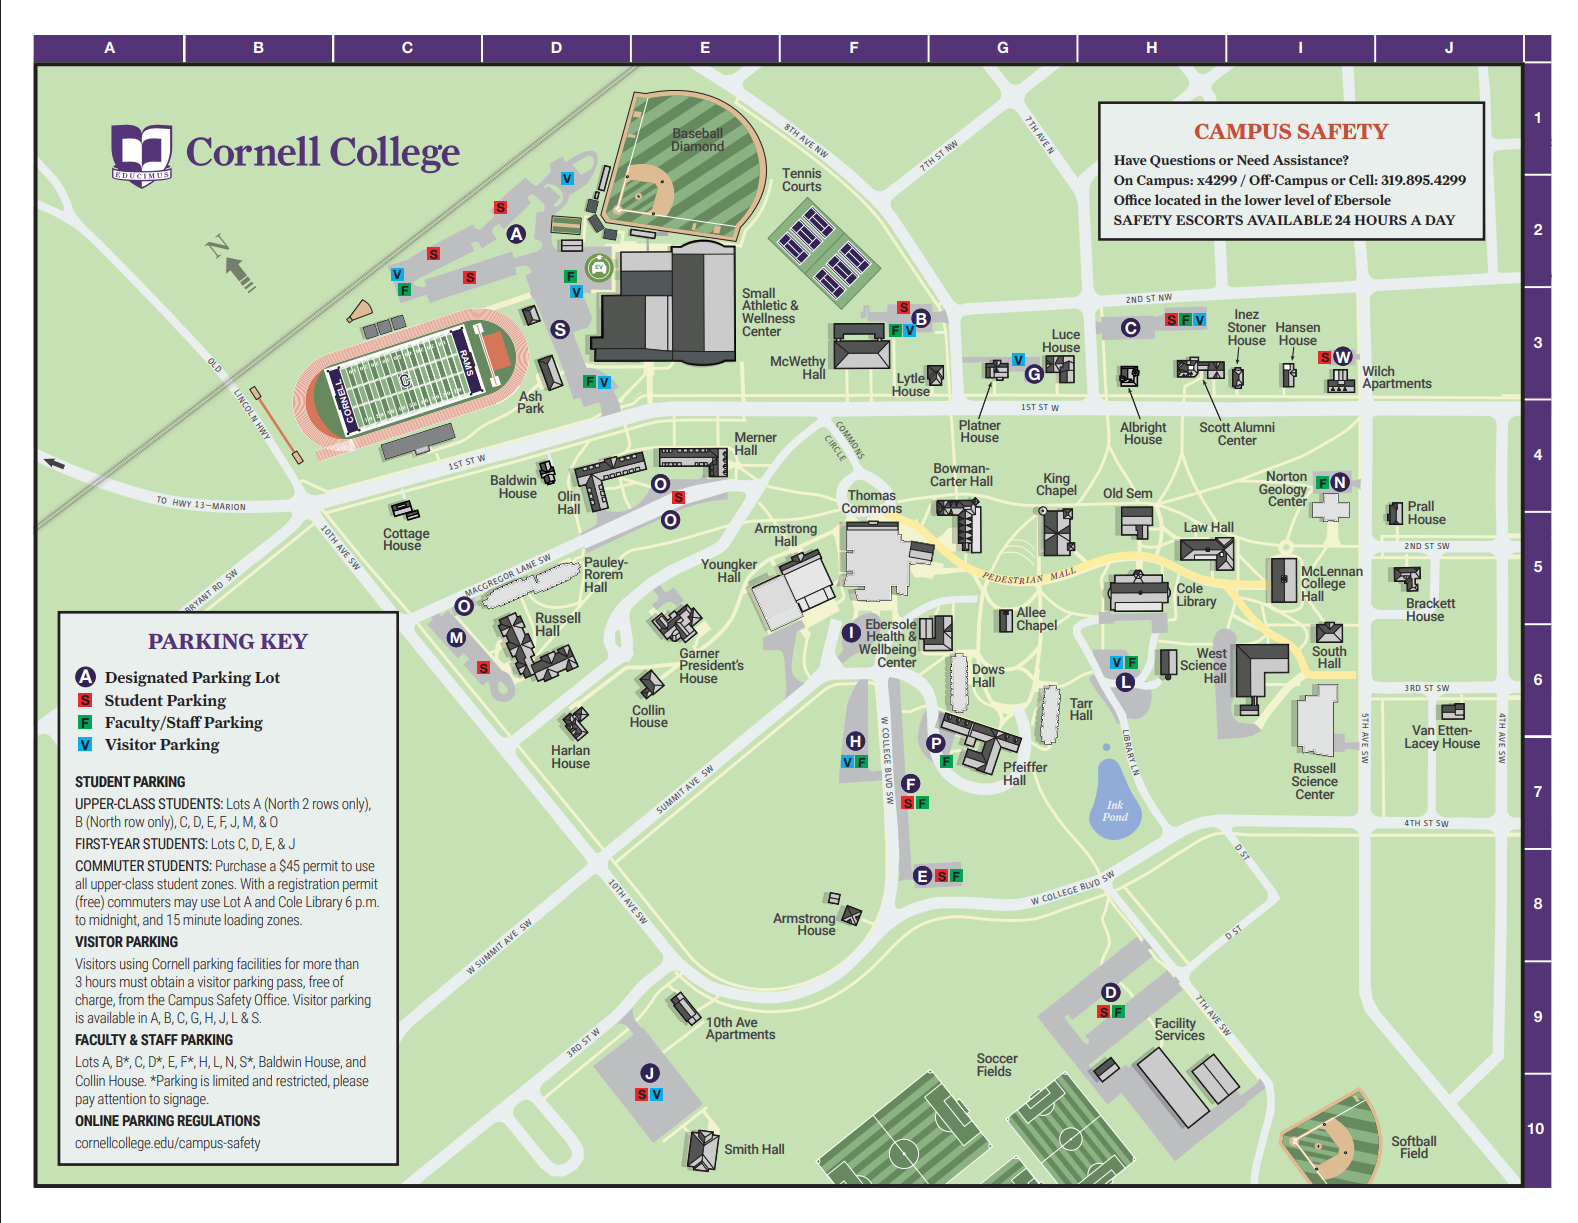 A B C D E F G H I J
1
2
3
4
5
6
7
8
9
10
EDUCIMUS
Cornell College
CAMPUS SAFETY
Have Questions or Need Assistance?
On Campus: x4299 / Off-Campus or Cell: 319.895.4299
Office located in the lower level of Ebersole
SAFETY ESCORTS AVAILABLE 24 HOURS A DAY
Baseball
Diamond
8TH AVE NW
7TH ST NW
7TH AVE N
Tennis
Courts
V
S
A
S
N
V
F
S
F
V
EV
S
F V
Small
Athletic &
Wellness
Center
2ND ST NW
S
B
F V
McWethy
Hall
Lytle
House
V
G
Luce
House
C
S F V
Inez
Stoner
House
Hansen
House
S W
Wilch
Apartments
CORNELL
C
RAMS
Ash
Park
OLD
LINCOLN HWY
1ST ST W
Platner
House
Albright
House
Scott Alumni
Center
1ST ST W
COMMONS
CIRCLE
Merner
Hall
Baldwin
House
Olin
Hall
O
S
O
TO HWY 13–MARION
Cottage
House
10TH AVE SW
BRYANT RD SW
MACGREGOR LANE SW
Thomas
Commons
Bowman-
Carter Hall
King
Chapel
Old Sem
Law Hall
Norton
Geology
Center
F N
Prall
House
2ND ST SW
Armstrong
Hall
Youngker
Hall
Pauley-
Rorem
Hall
PEDESTRIAN MALL
Cole
Library
McLennan
College
Hall
Brackett
House
O
M
S
Russell
Hall
Garner
President's
House
Collin
House
Harlan
House
I
Ebersole
Health &
Wellbeing
Center
Allee
Chapel
Dows
Hall
Tarr
Hall
V F
L
West
Science
Hall
South
Hall
3RD ST SW
Van Etten-
Lacey House
5TH AVE SW
4TH AVE SW
Russell
Science
Center
4TH ST SW
H
V F
W COLLEGE BLVD SW
P
F
Pfeiffer
Hall
F
S F
LIBRARY LN
Ink
Pond
SUMMIT AVE SW
E S F
W COLLEGE BLVD SW
D ST
D ST
10TH AVE SW
W SUMMIT AVE SW
Armstrong
House
10th Ave
Apartments
3RD ST W
J
S V
Smith Hall
D
S F
7TH AVE SW
Facility
Services
Soccer
Fields
Softball
Field
PARKING KEY
A Designated Parking Lot
S Student Parking
F Faculty/Staff Parking
V Visitor Parking
STUDENT PARKING
UPPER-CLASS STUDENTS: Lots A (North 2 rows only),
B (North row only), C, D, E, F, J, M, & O
FIRST-YEAR STUDENTS: Lots C, D, E, & J
COMMUTER STUDENTS: Purchase a $45 permit to use
all upper-class student zones. With a registration permit
(free) commuters may use Lot A and Cole Library 6 p.m.
to midnight, and 15 minute loading zones.
VISITOR PARKING
Visitors using Cornell parking facilities for more than
3 hours must obtain a visitor parking pass, free of
charge, from the Campus Safety Office. Visitor parking
is available in A, B, C, G, H, J, L & S.
FACULTY & STAFF PARKING
Lots A, B*, C, D*, E, F*, H, L, N, S*, Baldwin House, and
Collin House. *Parking is limited and restricted, please
pay attention to signage.
ONLINE PARKING REGULATIONS
cornellcollege.edu/campus-safety